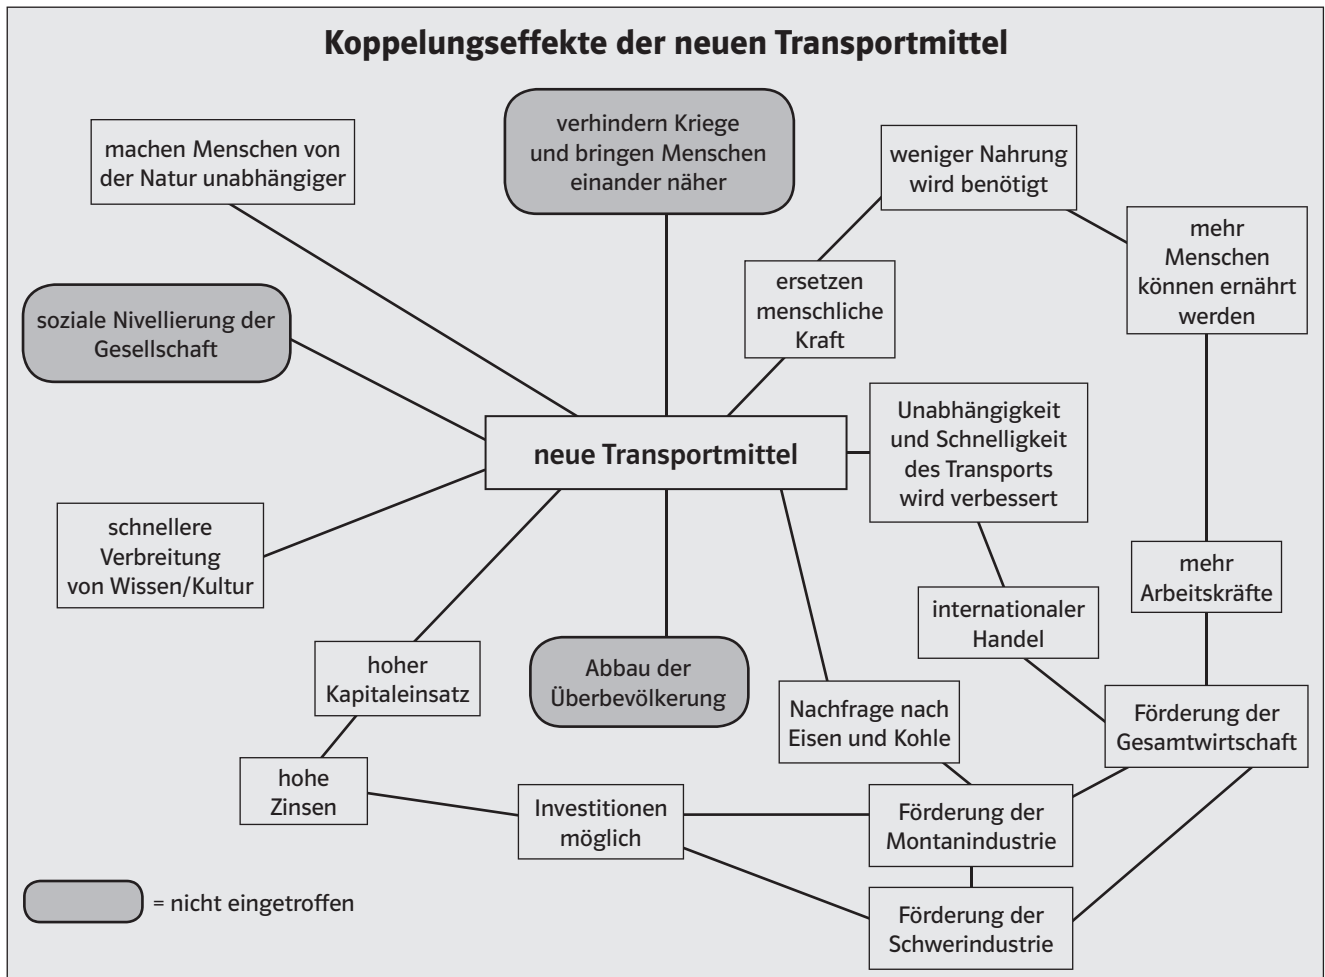 Koppelungseffekte der neuen Transportmittel
machen Menschen von
der Natur unabhängiger
verhindern Kriege
und bringen Menschen
einander näher
weniger Nahrung
wird benötigt
mehr
Menschen
können ernährt
werden
ersetzen
menschliche
Kraft
soziale Nivellierung der
Gesellschaft
neue Transportmittel
Unabhängigkeit
und Schnelligkeit
des Transports
wird verbessert
schnellere
Verbreitung
von Wissen/Kultur
mehr
Arbeitskräfte
internationaler
Handel
hoher
Kapitaleinsatz
Abbau der
Überbevölkerung
Nachfrage nach
Eisen und Kohle
Förderung der
Gesamtwirtschaft
hohe
Zinsen
Investitionen
möglich
Förderung der
Montanindustrie
= nicht eingetroffen
Förderung der
Schwerindustrie